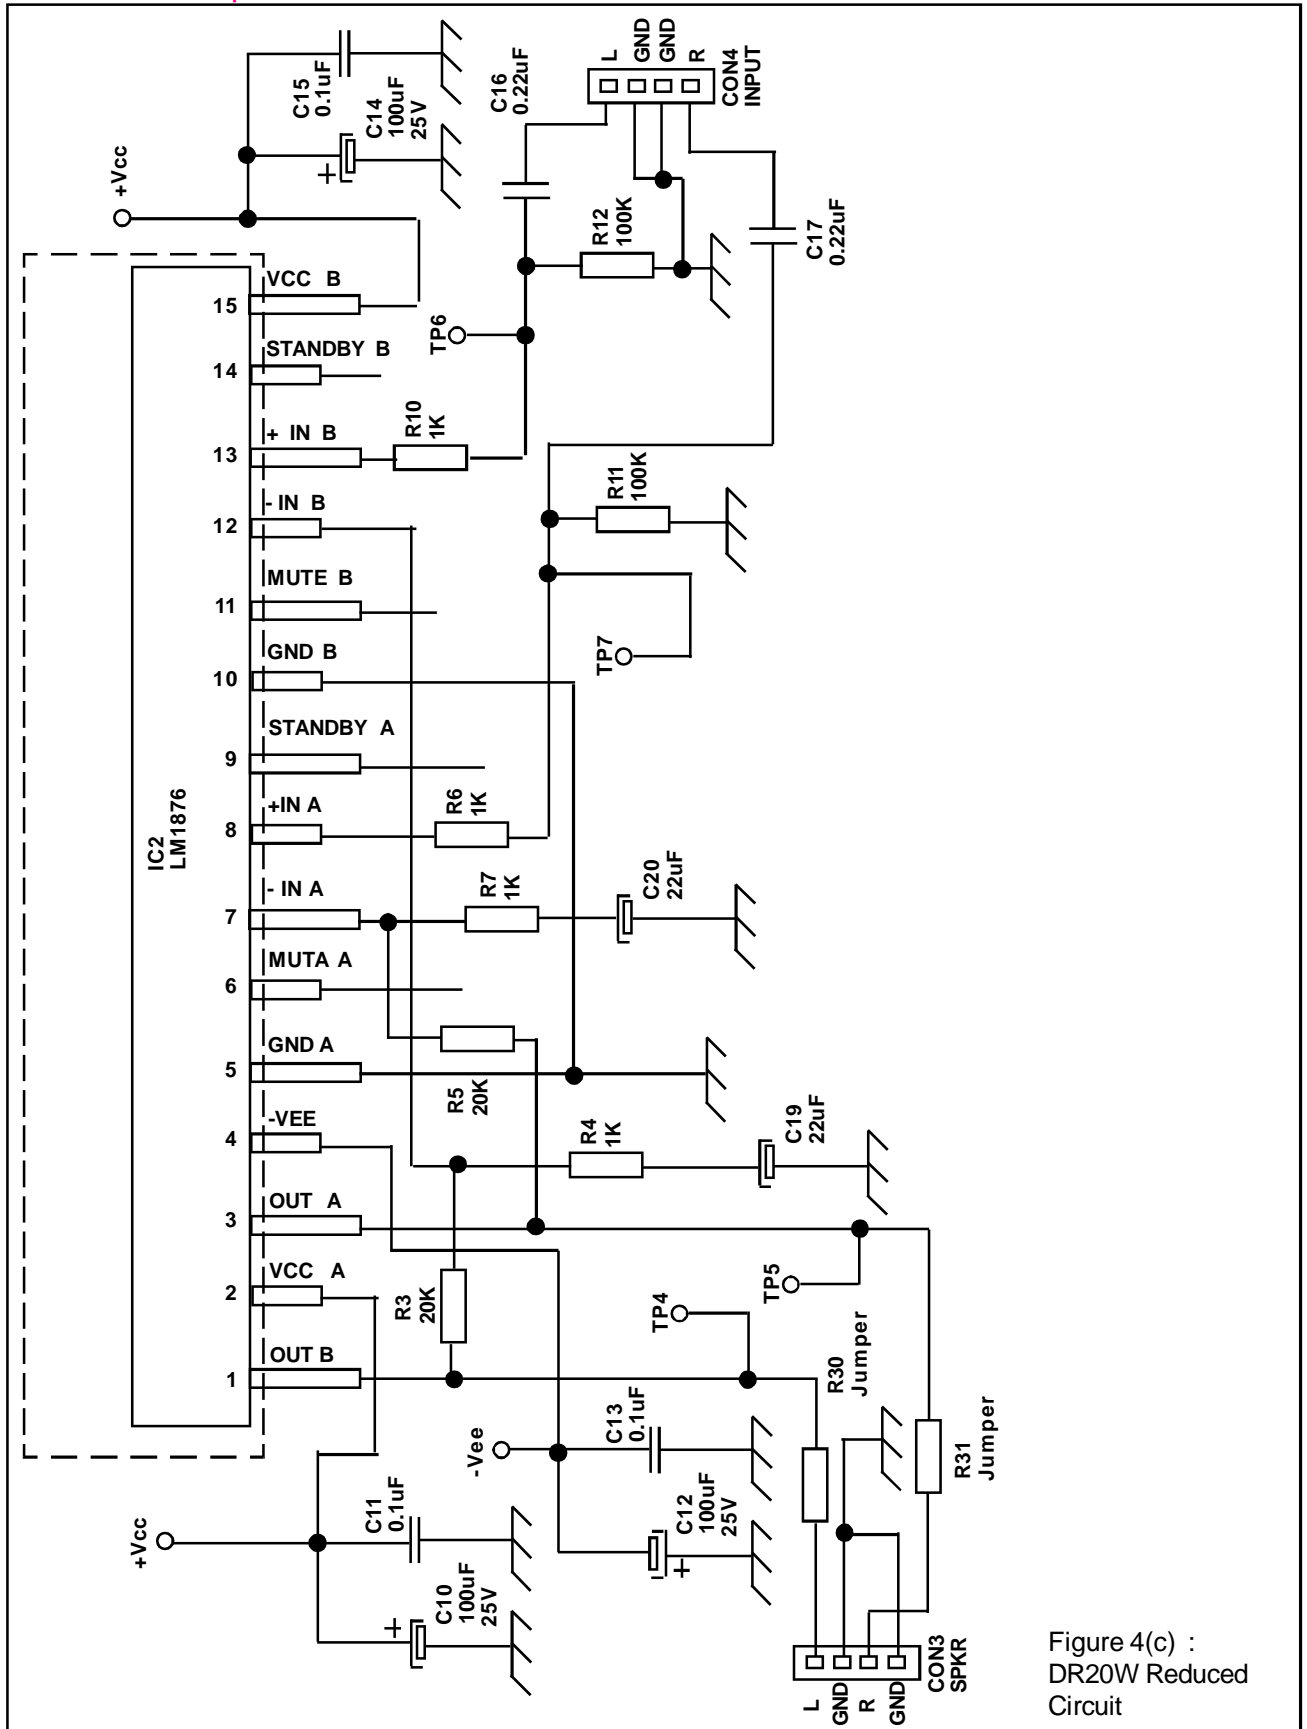 C15
0.1uF
C14
100uF
25V
+
+Vcc
C16
0.22uF
L
GND
GND
R
CON4
INPUT
R12
100K
C17
0.22uF
TP6
15
VCC B
14
STANDBY B
13
+ IN B
R10
1K
12
- IN B
R11
100K
11
MUTE B
10
GND B
TP7
9
STANDBY A
IC2
LM1876
8
+IN A
R6
1K
7
- IN A
R7
1K
C20
22uF
6
MUTA A
5
GND A
R5
20K
4
-VEE
R4
1K
C19
22uF
3
OUT A
2
VCC A
R3
20K
TP4
TP5
1
OUT B
R30
Jumper
-Vee
C13
0.1uF
R31
Jumper
+Vcc
C11
0.1uF
C12
100uF
25V
+
C10
100uF
25V
+
L
GND
R
GND
CON3
SPKR
Figure 4(c) :
DR20W Reduced
Circuit